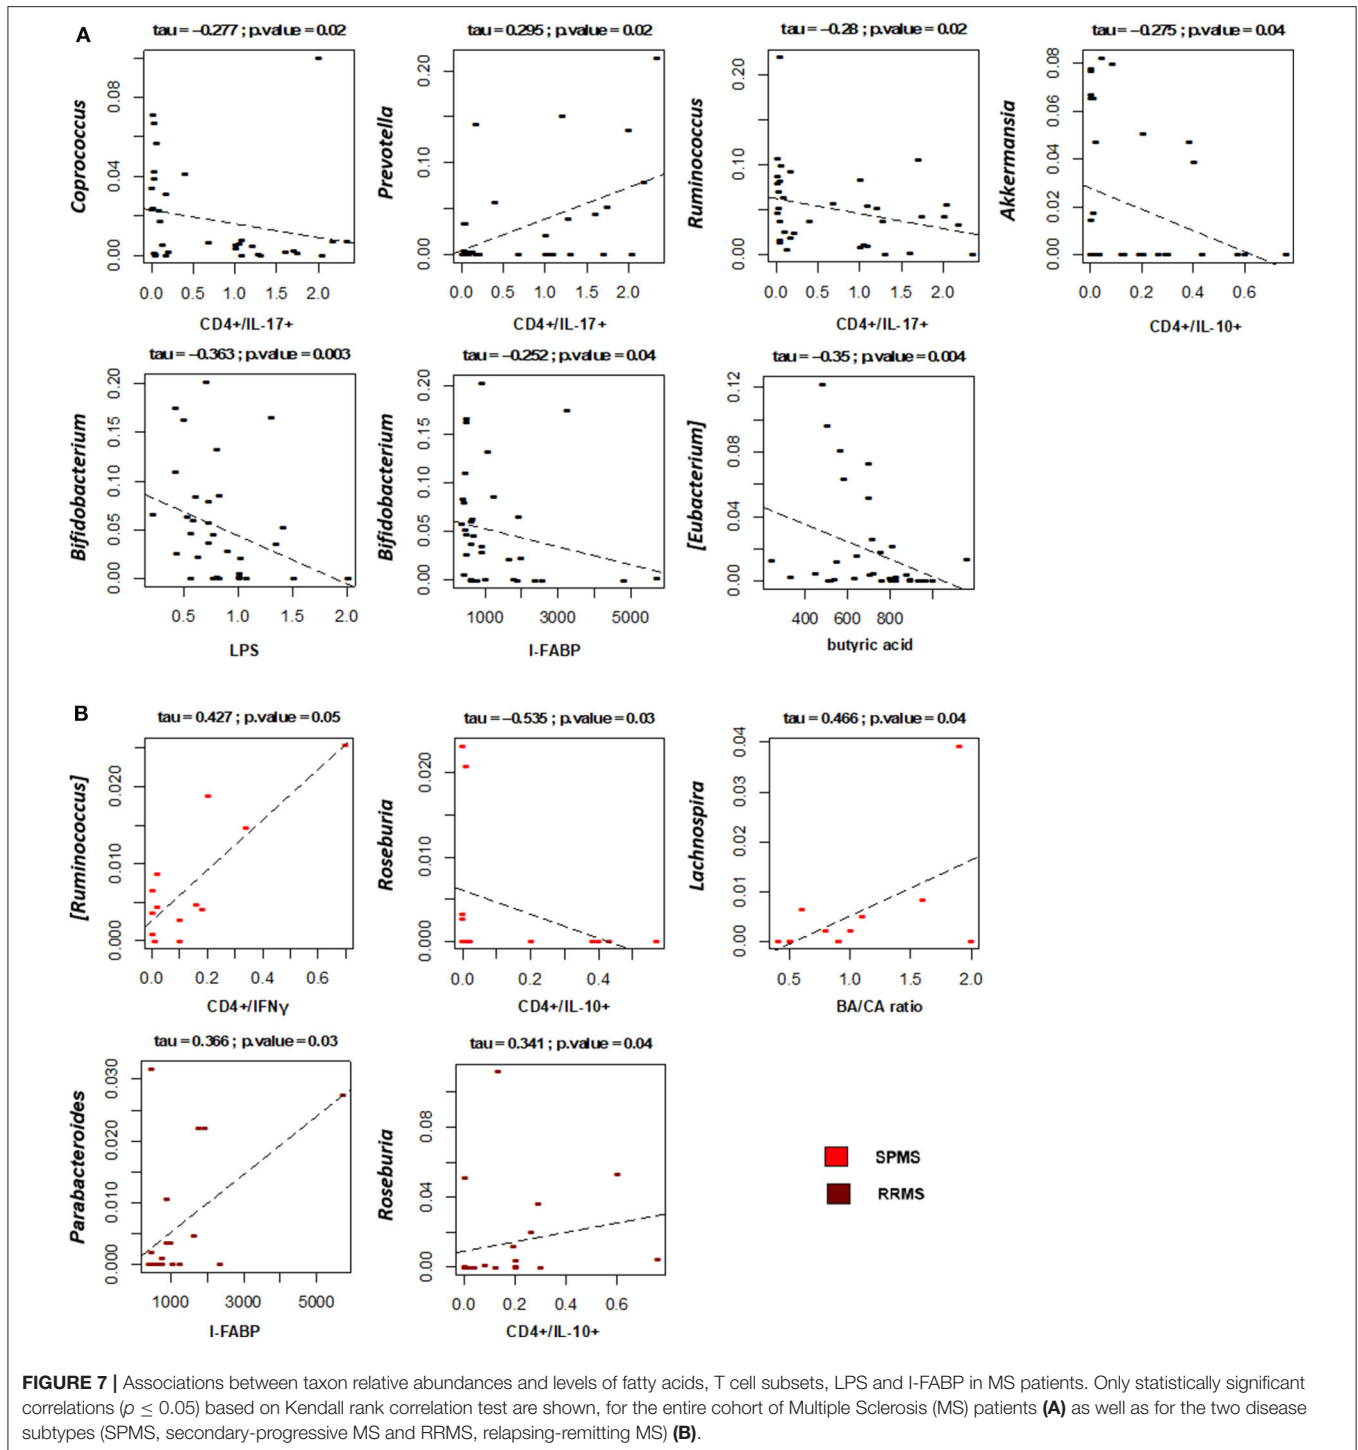 A
tau = –0.277 ; p.value = 0.02
Coprococcus
0.00 0.04 0.08
0.0 0.5 1.0 1.5 2.0
CD4+/IL-17+
tau = 0.295 ; p.value = 0.02
Prevotella
0.00 0.10 0.20
0.0 0.5 1.0 1.5 2.0
CD4+/IL-17+
tau = –0.28 ; p.value = 0.02
Ruminococcus
0.00 0.10 0.20
0.0 0.5 1.0 1.5 2.0
CD4+/IL-17+
tau = –0.275 ; p.value = 0.04
Akkermansia
0.00 0.02 0.04 0.06 0.08
0.0 0.2 0.4 0.6
CD4+/IL-10+
tau = –0.363 ; p.value = 0.003
Bifidobacterium
0.00 0.05 0.10 0.15 0.20
0.5 1.0 1.5 2.0
LPS
tau = –0.252 ; p.value = 0.04
Bifidobacterium
0.00 0.05 0.10 0.15 0.20
1000 3000 5000
I-FABP
tau = –0.35 ; p.value = 0.004
[Eubacterium]
0.00 0.04 0.08 0.12
400 600 800
butyric acid
B
tau = 0.427 ; p.value = 0.05
[Ruminococcus]
0.000 0.010 0.020
0.0 0.2 0.4 0.6
CD4+/IFNγ
tau = –0.535 ; p.value = 0.03
Roseburia
0.000 0.010 0.020
0.0 0.2 0.4
CD4+/IL-10+
tau = 0.466 ; p.value = 0.04
Lachnospira
0.00 0.01 0.02 0.03 0.04
0.5 1.0 1.5 2.0
BA/CA ratio
tau = 0.366 ; p.value = 0.03
Parabacteroides
0.000 0.010 0.020 0.030
1000 3000 5000
I-FABP
tau = 0.341 ; p.value = 0.04
Roseburia
0.00 0.04 0.08
0.0 0.2 0.4 0.6
CD4+/IL-10+
SPMS
RRMS
FIGURE 7 | Associations between taxon relative abundances and levels of fatty acids, T cell subsets, LPS and I-FABP in MS patients. Only statistically significant
correlations (p ≤ 0.05) based on Kendall rank correlation test are shown, for the entire cohort of Multiple Sclerosis (MS) patients (A) as well as for the two disease
subtypes (SPMS, secondary-progressive MS and RRMS, relapsing-remitting MS) (B).